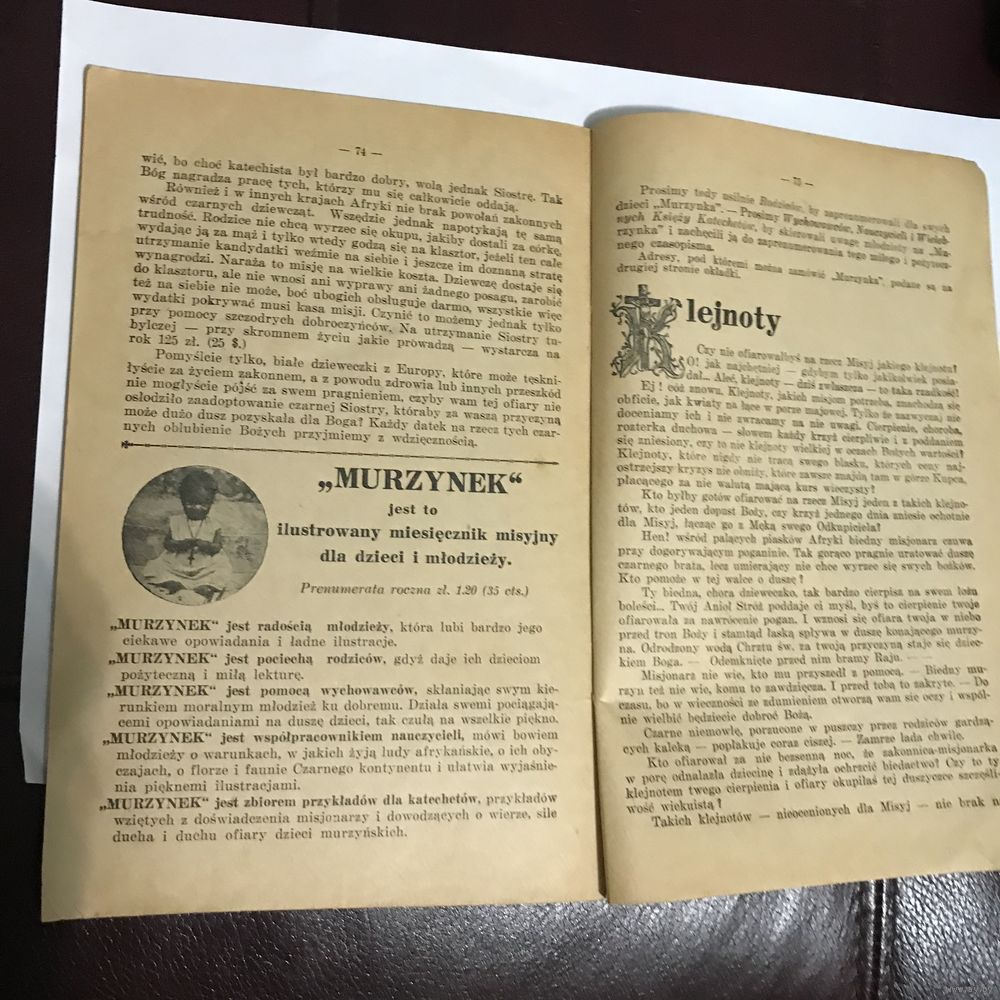 — 74 —
wić, bo choć katechista był bardzo dobry, wolą jednak Siostrę. Tak
Bóg nagradza pracę tych, którzy mu się całkowicie oddają.
Również i w innych krajach Afryki nie brak powołań zakonnych
wśród czarnych dziewcząt. Wszędzie jednak napotykają tę samą
trudność. Rodzice nie chcą wyrzec się okupu, jakiby dostali za córkę,
wydając ją za mąż i tylko wtedy godzą się na klasztor, jeżeli ten całe
utrzymanie kandydatki weźmie na siebie i jeszcze im doznaną stratę
wynagrodzi. Naraża to misję na wielkie koszta. Dziewczę dostaje się
do klasztoru, ale nie wnosi ani wyprawy ani żadnego posagu, zarobić
też na siebie nie może, boć ubogich obsługuje darmo, wszystkie więc
wydatki pokrywać musi kasa misji. Czynić to możemy jednak tylko
przy pomocy szczodrych dobroczyńców. Na utrzymanie Siostry tu-
bylczej — przy skromnem życiu jakie prowadzą — wystarcza na
rok 125 zł. (25 $.)
Pomyślcie tylko, białe dzieweczki z Europy, które może tęskni-
łyście za życiem zakonnem, a z powodu zdrowia lub innych przeszkód
nie mogłyście pójść za swem pragnieniem, czyby wam tej ofiary nie
osłodziło zaadoptowanie czarnej Siostry, któraby za waszą przyczyną
może dużo dusz pozyskała dla Boga? Każdy datek na rzecz tych czar-
nych oblubienic Bożych przyjmiemy z wdzięcznością.
„MURZYNEK“
jest to
ilustrowany miesięcznik misyjny
dla dzieci i młodzieży.
Prenumerata roczna zł. 1.20 (35 cts.)
„MURZYNEK“ jest radością młodzieży, która lubi bardzo jego
ciekawe opowiadania i ładne ilustracje.
„MURZYNEK“ jest pociechą rodziców, gdyż daje ich dzieciom
pożyteczną i miłą lekturę.
„MURZYNEK“ jest pomocą wychowawców, skłaniając swym kie-
runkiem moralnym młodzież ku dobremu. Działa swemi pociągają-
cemi opowiadaniami na duszę dzieci, tak czułą na wszelkie piękno.
„MURZYNEK“ jest współpracownikiem nauczycieli, mówi bowiem
młodzieży o warunkach, w jakich żyją ludy afrykańskie, o ich oby-
czajach, o florze i faunie Czarnego kontynentu i ułatwia wyjaśnie-
nia pięknemi ilustracjami.
„MURZYNEK“ jest zbiorem przykładów dla katechetów, przykładów
wziętych z doświadczenia misjonarzy i dowodzących o wierze, sile
ducha i duchu ofiary dzieci murzyńskich.
— 75 —
Prosimy tedy usilnie Rodziców, by zaprenumerowali dla swych
dzieci „Murzynka“. — Prosimy Wychowawców, Nauczycieli i Wieleb-
nych Księży Katechetów, by skierowali uwagę młodzieży na „Mu-
rzynka“ i zachęcili ją do zaprenumerowania tego miłego i pożytecz-
nego czasopisma.
Adresy, pod któremi można zamówić „Murzynka“, podane są na
drugiej stronie okładki.
Klejnoty
Czy nie ofiarowałbyś na rzecz Misyj jakiego klejnotu?
O! jak najchętniej — gdybym tylko jakikolwiek posia-
dał... Aleć, klejnoty — dziś zwłaszcza — to taka rzadkość!
Ej! cóż znowu. Klejnoty, jakich misjom potrzeba, znachodzą się
obficie, jak kwiaty na łące w porze majowej. Tylko że zazwyczaj nie
doceniamy ich i nie zwracamy na nie uwagi. Cierpienie, choroba,
rozterka duchowa — słowem każdy krzyż cierpliwie i z poddaniem
się zniesiony, czy to nie klejnoty wielkiej w oczach Bożych wartości?
Klejnoty, które nigdy nie tracą swego blasku, których ceny naj-
ostrzejszy kryzys nie obniży, które zawsze znajdą tam w górze Kupca,
płacącego za nie walutą mającą kurs wieczysty?
Kto byłby gotów ofiarować na rzecz Misyj jeden z takich klejno-
tów, kto jeden dopust Boży, czy krzyż jednego dnia zniesie ochotnie
dla Misyj, łącząc go z Męką swego Odkupiciela?
Hen! wśród palących piasków Afryki biedny misjonarz czuwa
przy dogorywającym poganinie. Tak gorąco pragnie uratować duszę
czarnego brata, lecz umierający nie chce wyrzec się swych bożków.
Kto pomoże w tej walce o duszę?
Ty biedna, chora dzieweczko, tak bardzo cierpisz na swem łożu
boleści... Twój Anioł Stróż poddaje ci myśl, byś to cierpienie twoje
ofiarowała za nawrócenie pogan. I wznosi się ofiara twoja w niebo
przed tron Boży i stamtąd łaską spływa w duszę konającego murzy-
na. Odrodzony wodą Chrztu św. za twoją przyczyną staje się dziec-
kiem Boga. — Odemknięte przed nim bramy Raju. — —
Misjonarz nie wie, kto mu przyszedł z pomocą. — Biedny mu-
rzyn też nie wie, komu to zawdzięcza. I przed tobą to zakryte. — Do
czasu, bo w wieczności ze zdumieniem otworzą wam się oczy i wspól-
nie wielbić będziecie dobroć Bożą.
Czarne niemowlę, porzucone w puszczy przez rodziców gardzą-
cych kaleką — popłakuje coraz ciszej. — Zamrze lada chwilę.
Kto ofiarował za nie bezsenną noc, że zakonnica-misjonarka
w porę odnalazła dziecinę i zdążyła ochrzcić biedactwo? Czy to ty
klejnotem twego cierpienia i ofiary okupiłaś tej duszyczce szczęśli-
wość wiekuistą?
Takich klejnotów — nieocenionych dla Misyj — nie brak n